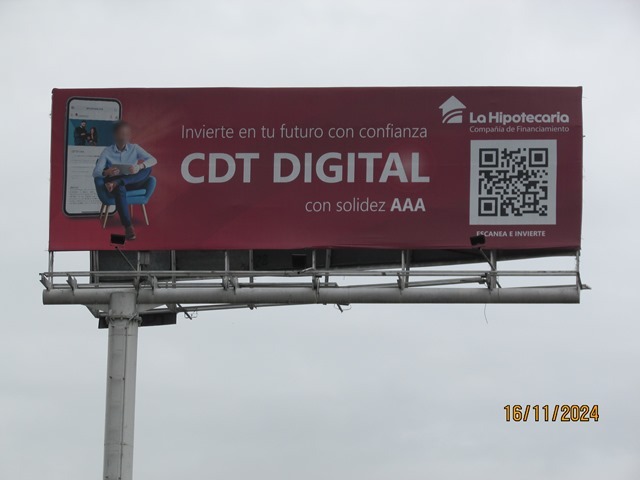 Invierte en tu futuro con confianza
CDT DIGITAL
con solidez AAA
La Hipotecaria
Compañía de Financiamiento
ESCANEA E INVIERTE
16/11/2024